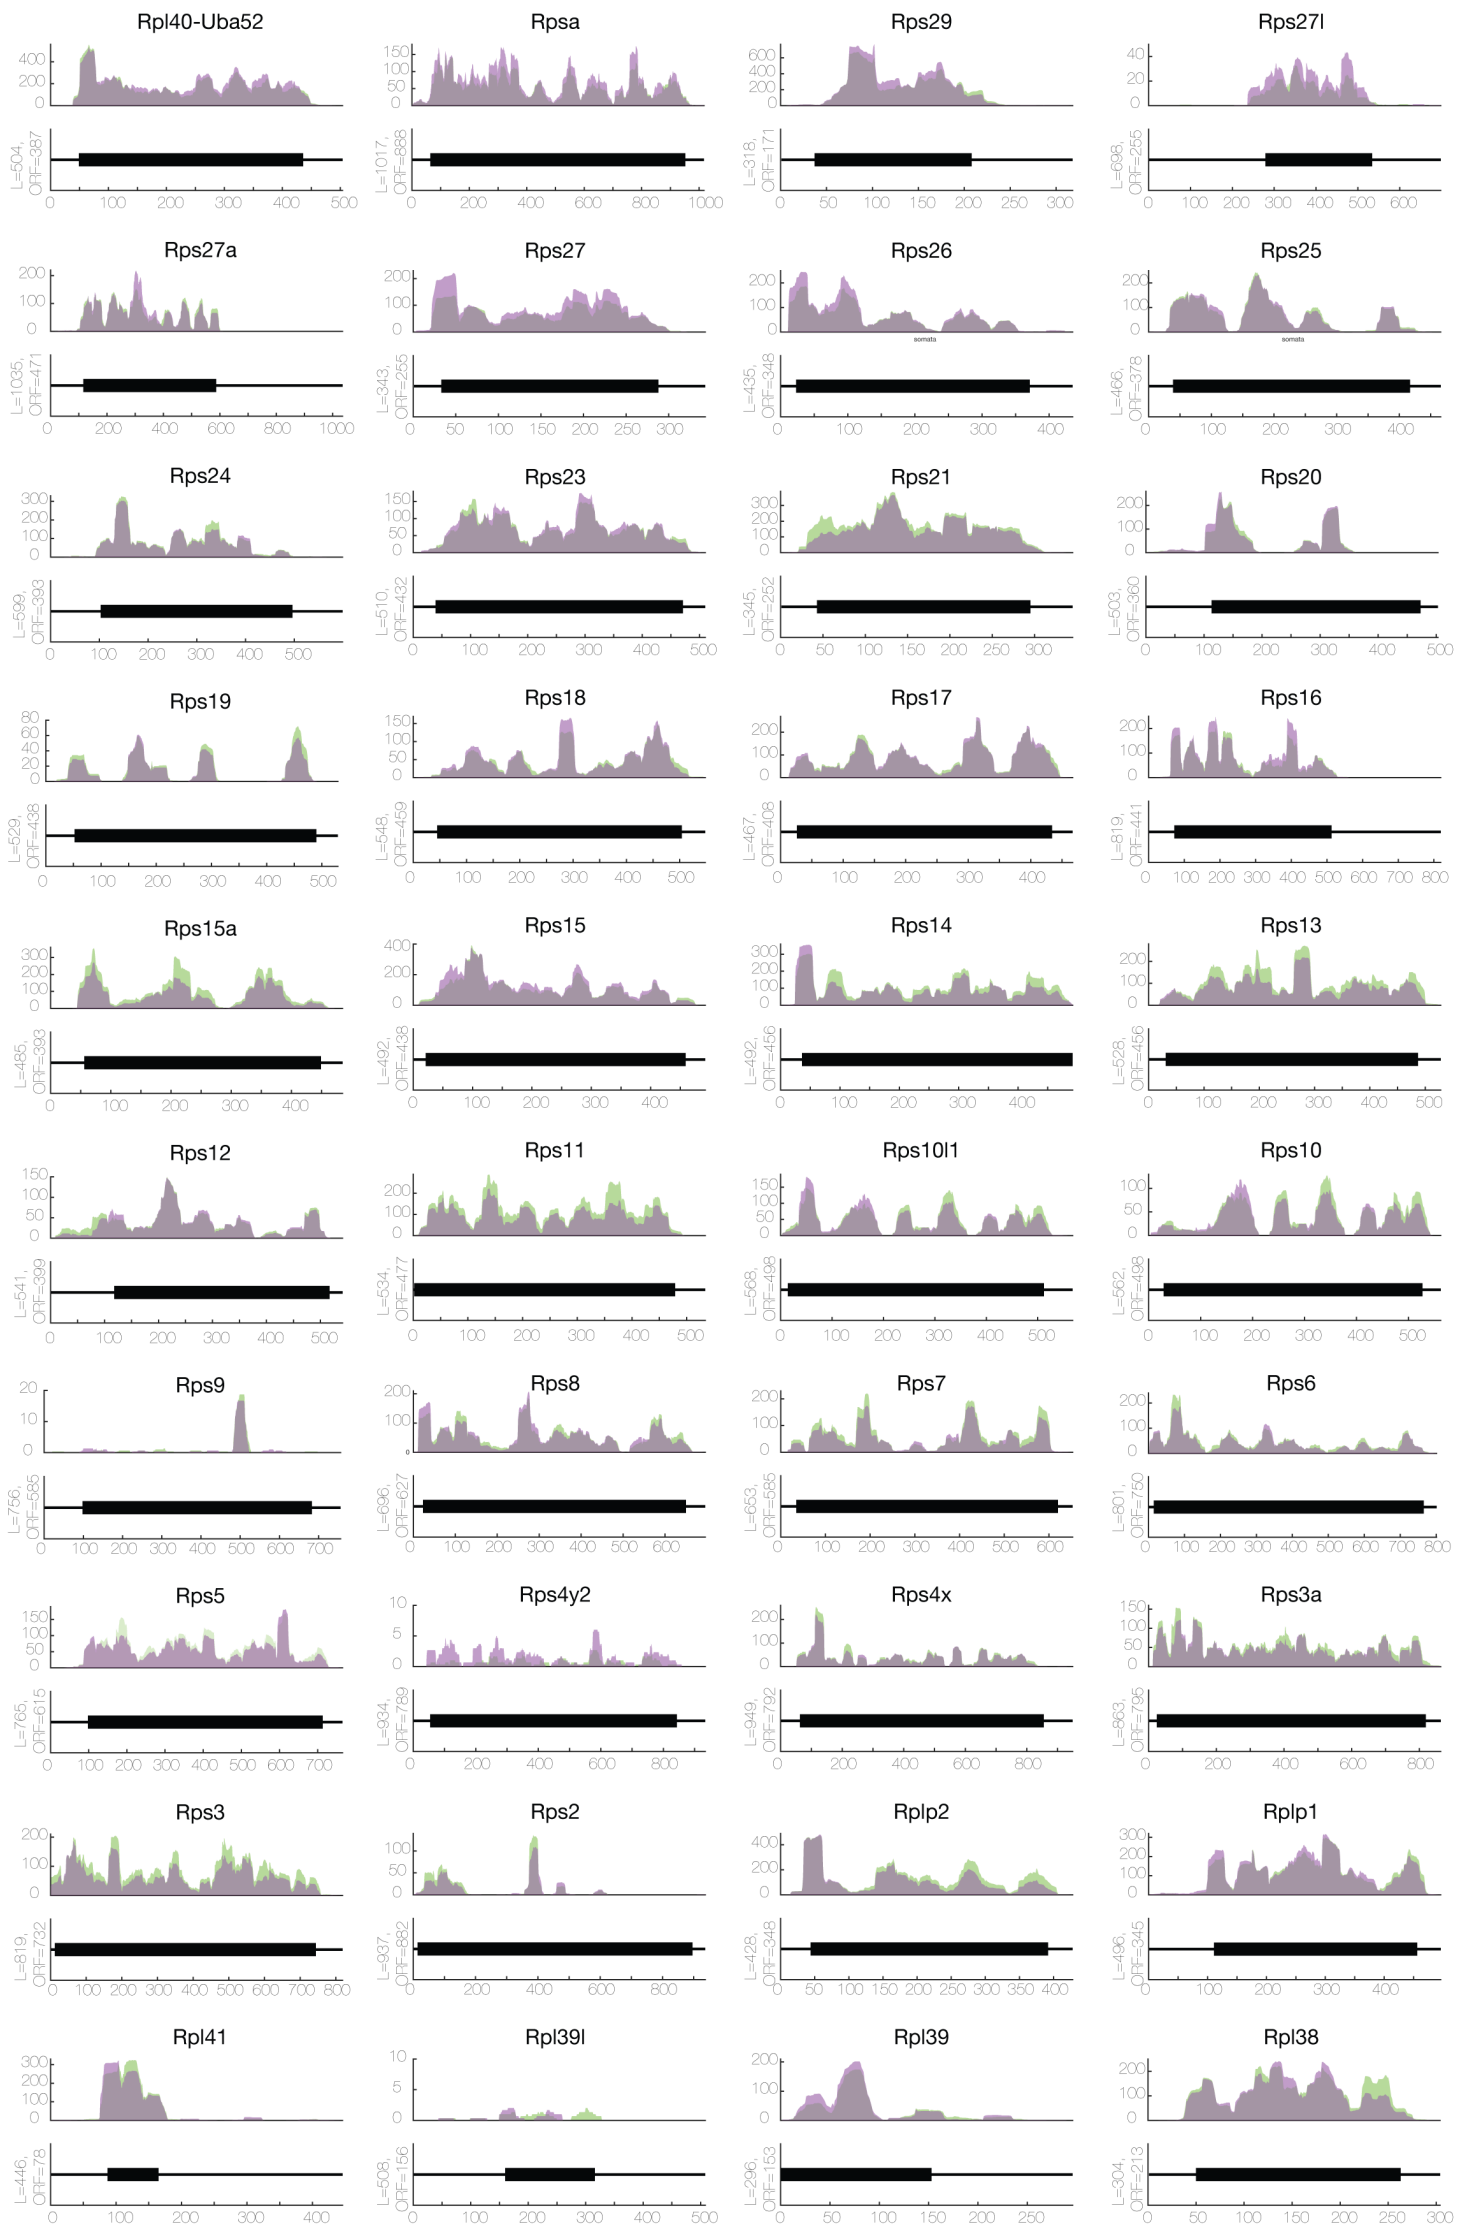 Rpl40-Uba52
400
200
0
L=504,
ORF=387
0 100 200 300 400 500
Rpsa
150
100
50
0
L=1017,
ORF=888
0 200 400 600 800 1000
Rps29
600
400
200
0
L=318,
ORF=171
0 50 100 150 200 250 300
Rps27l
40
20
0
L=698,
ORF=255
0 100 200 300 400 500 600
Rps27a
200
100
0
L=1035,
ORF=471
0 200 400 600 800 1000
Rps27
200
100
0
L=343,
ORF=255
0 50 100 150 200 250 300
Rps26
200
100
0
somata
L=435,
ORF=348
0 100 200 300 400
Rps25
200
100
0
somata
L=466,
ORF=378
0 100 200 300 400
Rps24
300
200
100
0
L=599,
ORF=393
0 100 200 300 400 500
Rps23
150
100
50
0
L=510,
ORF=432
0 100 200 300 400 500
Rps21
300
200
100
0
L=345,
ORF=252
0 50 100 150 200 250 300
Rps20
200
100
0
L=503,
ORF=360
0 100 200 300 400 500
Rps19
80
60
40
20
0
L=529,
ORF=438
0 100 200 300 400 500
Rps18
150
100
50
0
L=548,
ORF=459
0 100 200 300 400 500
Rps17
200
100
0
L=467,
ORF=408
0 100 200 300 400
Rps16
200
100
0
L=819,
ORF=441
0 100 200 300 400 500 600 700 800
Rps15a
300
200
100
0
L=485,
ORF=393
0 100 200 300 400
Rps15
400
200
0
L=492,
ORF=438
0 100 200 300 400
Rps14
300
200
100
0
L=492,
ORF=456
0 100 200 300 400
Rps13
200
100
0
L=528,
ORF=456
0 100 200 300 400 500
Rps12
150
100
50
0
L=541,
ORF=399
0 100 200 300 400 500
Rps11
200
100
0
L=534,
ORF=477
0 100 200 300 400 500
Rps10l1
150
100
50
0
L=568,
ORF=498
0 100 200 300 400 500
Rps10
100
50
0
L=562,
ORF=498
0 100 200 300 400 500
Rps9
20
10
0
L=756,
ORF=585
0 100 200 300 400 500 600 700
Rps8
200
100
0
L=696,
ORF=627
0 100 200 300 400 500 600
Rps7
200
100
0
L=653,
ORF=585
0 100 200 300 400 500 600
Rps6
200
100
0
L=801,
ORF=750
0 100 200 300 400 500 600 700 800
Rps5
150
100
50
0
L=765,
ORF=615
0 100 200 300 400 500 600 700
Rps4y2
10
5
0
L=934,
ORF=789
0 200 400 600 800
Rps4x
200
100
0
L=949,
ORF=792
0 200 400 600 800
Rps3a
150
100
50
0
L=863,
ORF=795
0 200 400 600 800
Rps3
200
100
0
L=819,
ORF=732
0 100 200 300 400 500 600 700 800
Rps2
100
50
0
L=937,
ORF=882
0 200 400 600 800
Rplp2
400
200
0
L=428,
ORF=348
0 50 100 150 200 250 300 350 400
Rplp1
300
200
100
0
L=496,
ORF=345
0 100 200 300 400
Rpl41
300
200
100
0
L=446,
ORF=78
0 100 200 300 400
Rpl39l
10
5
0
L=508,
ORF=156
0 100 200 300 400 500
Rpl39
200
100
0
L=296,
ORF=153
0 50 100 150 200 250
Rpl38
200
100
0
L=304,
ORF=213
0 50 100 150 200 250 300